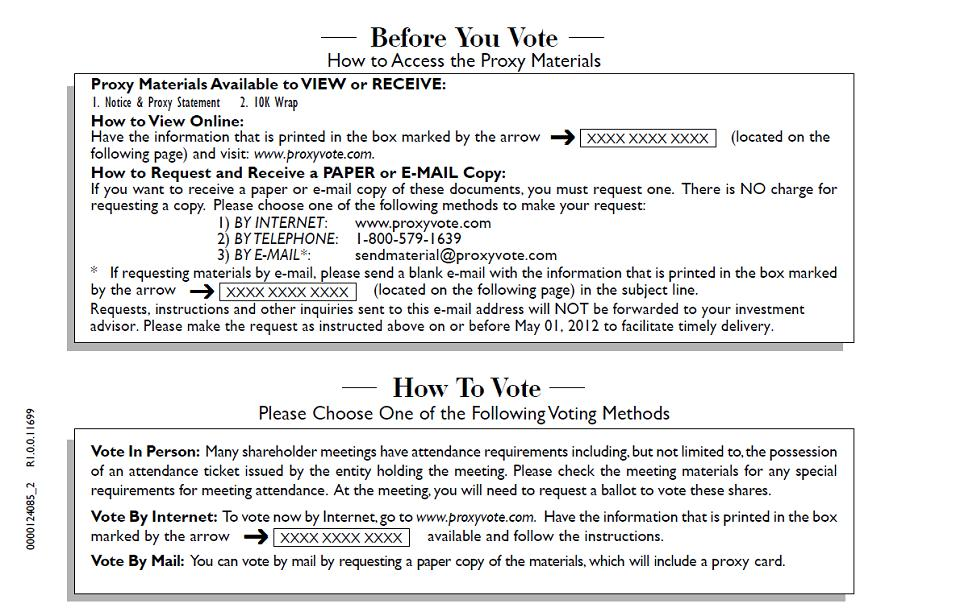 Before You Vote
How to Access the Proxy Materials
Proxy Materials Available to VIEW or RECEIVE:
1. Notice & Proxy Statement 2. 10K Wrap
How to View Online:
Have the information that is printed in the box marked by the arrow → XXXX XXXX XXXX (located on the
following page) and visit: www.proxyvote.com.
How to Request and Receive a PAPER or E-MAIL Copy:
If you want to receive a paper or e-mail copy of these documents, you must request one. There is NO charge for
requesting a copy. Please choose one of the following methods to make your request:
1) BY INTERNET: www.proxyvote.com
2) BY TELEPHONE: 1-800-579-1639
3) BY E-MAIL*: sendmaterial@proxyvote.com
* If requesting materials by e-mail, please send a blank e-mail with the information that is printed in the box marked
by the arrow → XXXX XXXX XXXX (located on the following page) in the subject line.
Requests, instructions and other inquiries sent to this e-mail address will NOT be forwarded to your investment
advisor. Please make the request as instructed above on or before May 01, 2012 to facilitate timely delivery.
How To Vote
Please Choose One of the Following Voting Methods
Vote In Person: Many shareholder meetings have attendance requirements including, but not limited to, the possession
of an attendance ticket issued by the entity holding the meeting. Please check the meeting materials for any special
requirements for meeting attendance. At the meeting, you will need to request a ballot to vote these shares.
Vote By Internet: To vote now by Internet, go to www.proxyvote.com. Have the information that is printed in the box
marked by the arrow → XXXX XXXX XXXX available and follow the instructions.
Vote By Mail: You can vote by mail by requesting a paper copy of the materials, which will include a proxy card.
0000124085_2 R1.0.0.11699